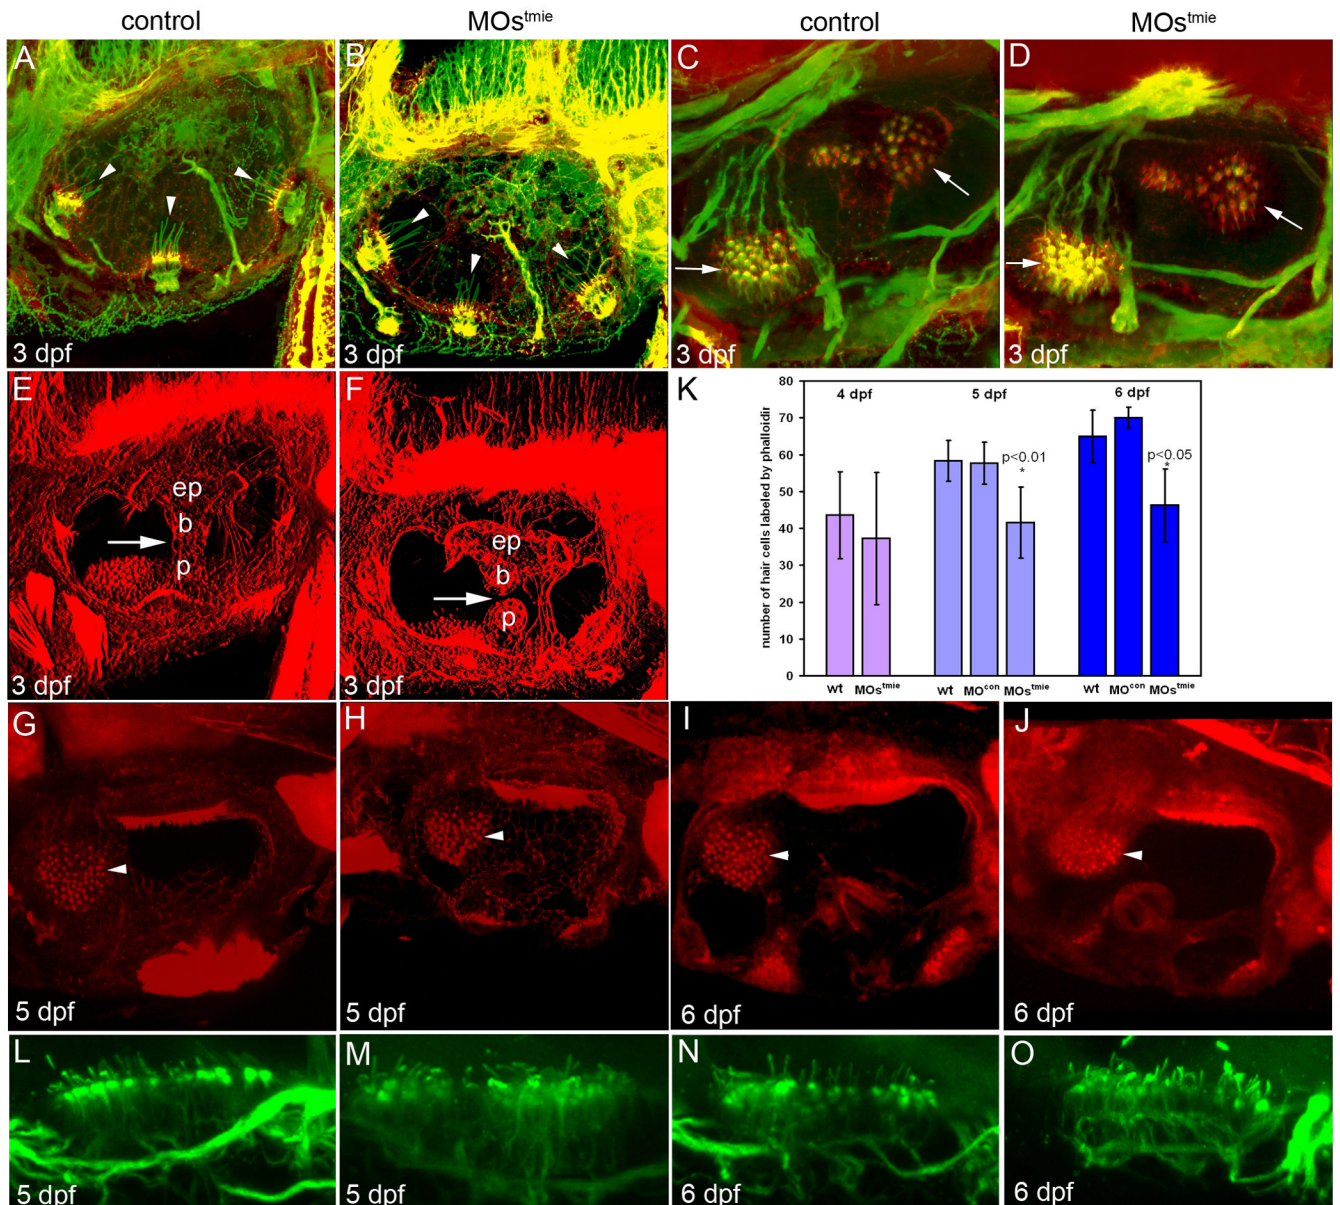 control
MOs^tmie
control
MOs^tmie
A
3 dpf
B
3 dpf
C
3 dpf
D
3 dpf
E
ep
b
p
3 dpf
F
ep
b
p
3 dpf
K
number of hair cells labeled by phalloidir
80
70
60
50
40
30
20
10
0
4 dpf
5 dpf
6 dpf
p<0.01
*
p<0.05
*
wt MOs^tmie
wt MO^con MOs^tmie
wt MO^con MOs^tmie
G
5 dpf
H
5 dpf
I
6 dpf
J
6 dpf
L
5 dpf
M
5 dpf
N
6 dpf
O
6 dpf